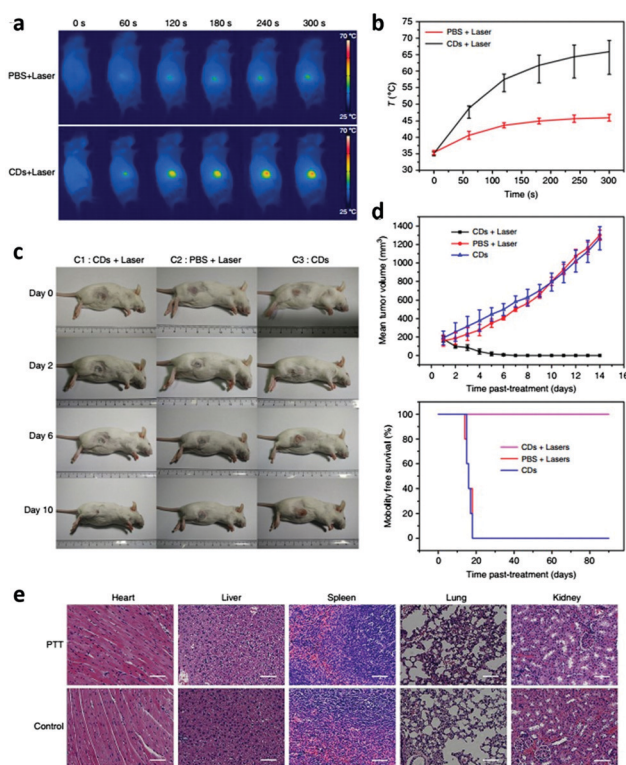 a
0 s 60 s 120 s 180 s 240 s 300 s
PBS+Laser
70 °C
25 °C
CDs+Laser
70 °C
25 °C
b
PBS + Laser
CDs + Laser
T (°C)
75
70
65
60
55
50
45
40
35
30
0 50 100 150 200 250 300
Time (s)
c
C1 : CDs + Laser C2 : PBS + Laser C3 : CDs
Day 0
Day 2
Day 6
Day 10
d
CDs + Laser
PBS + Laser
CDs
Mean tumor volume (mm³)
1400
1200
1000
800
600
400
200
0
0 2 4 6 8 10 12 14 16
Time past-treatment (days)
CDs + Lasers
PBS + Lasers
CDs
Mobolity free survival (%)
100
80
60
40
20
0
0 20 40 60 80
Time past-treatment (days)
e
Heart Liver Spleen Lung Kidney
PTT
Control